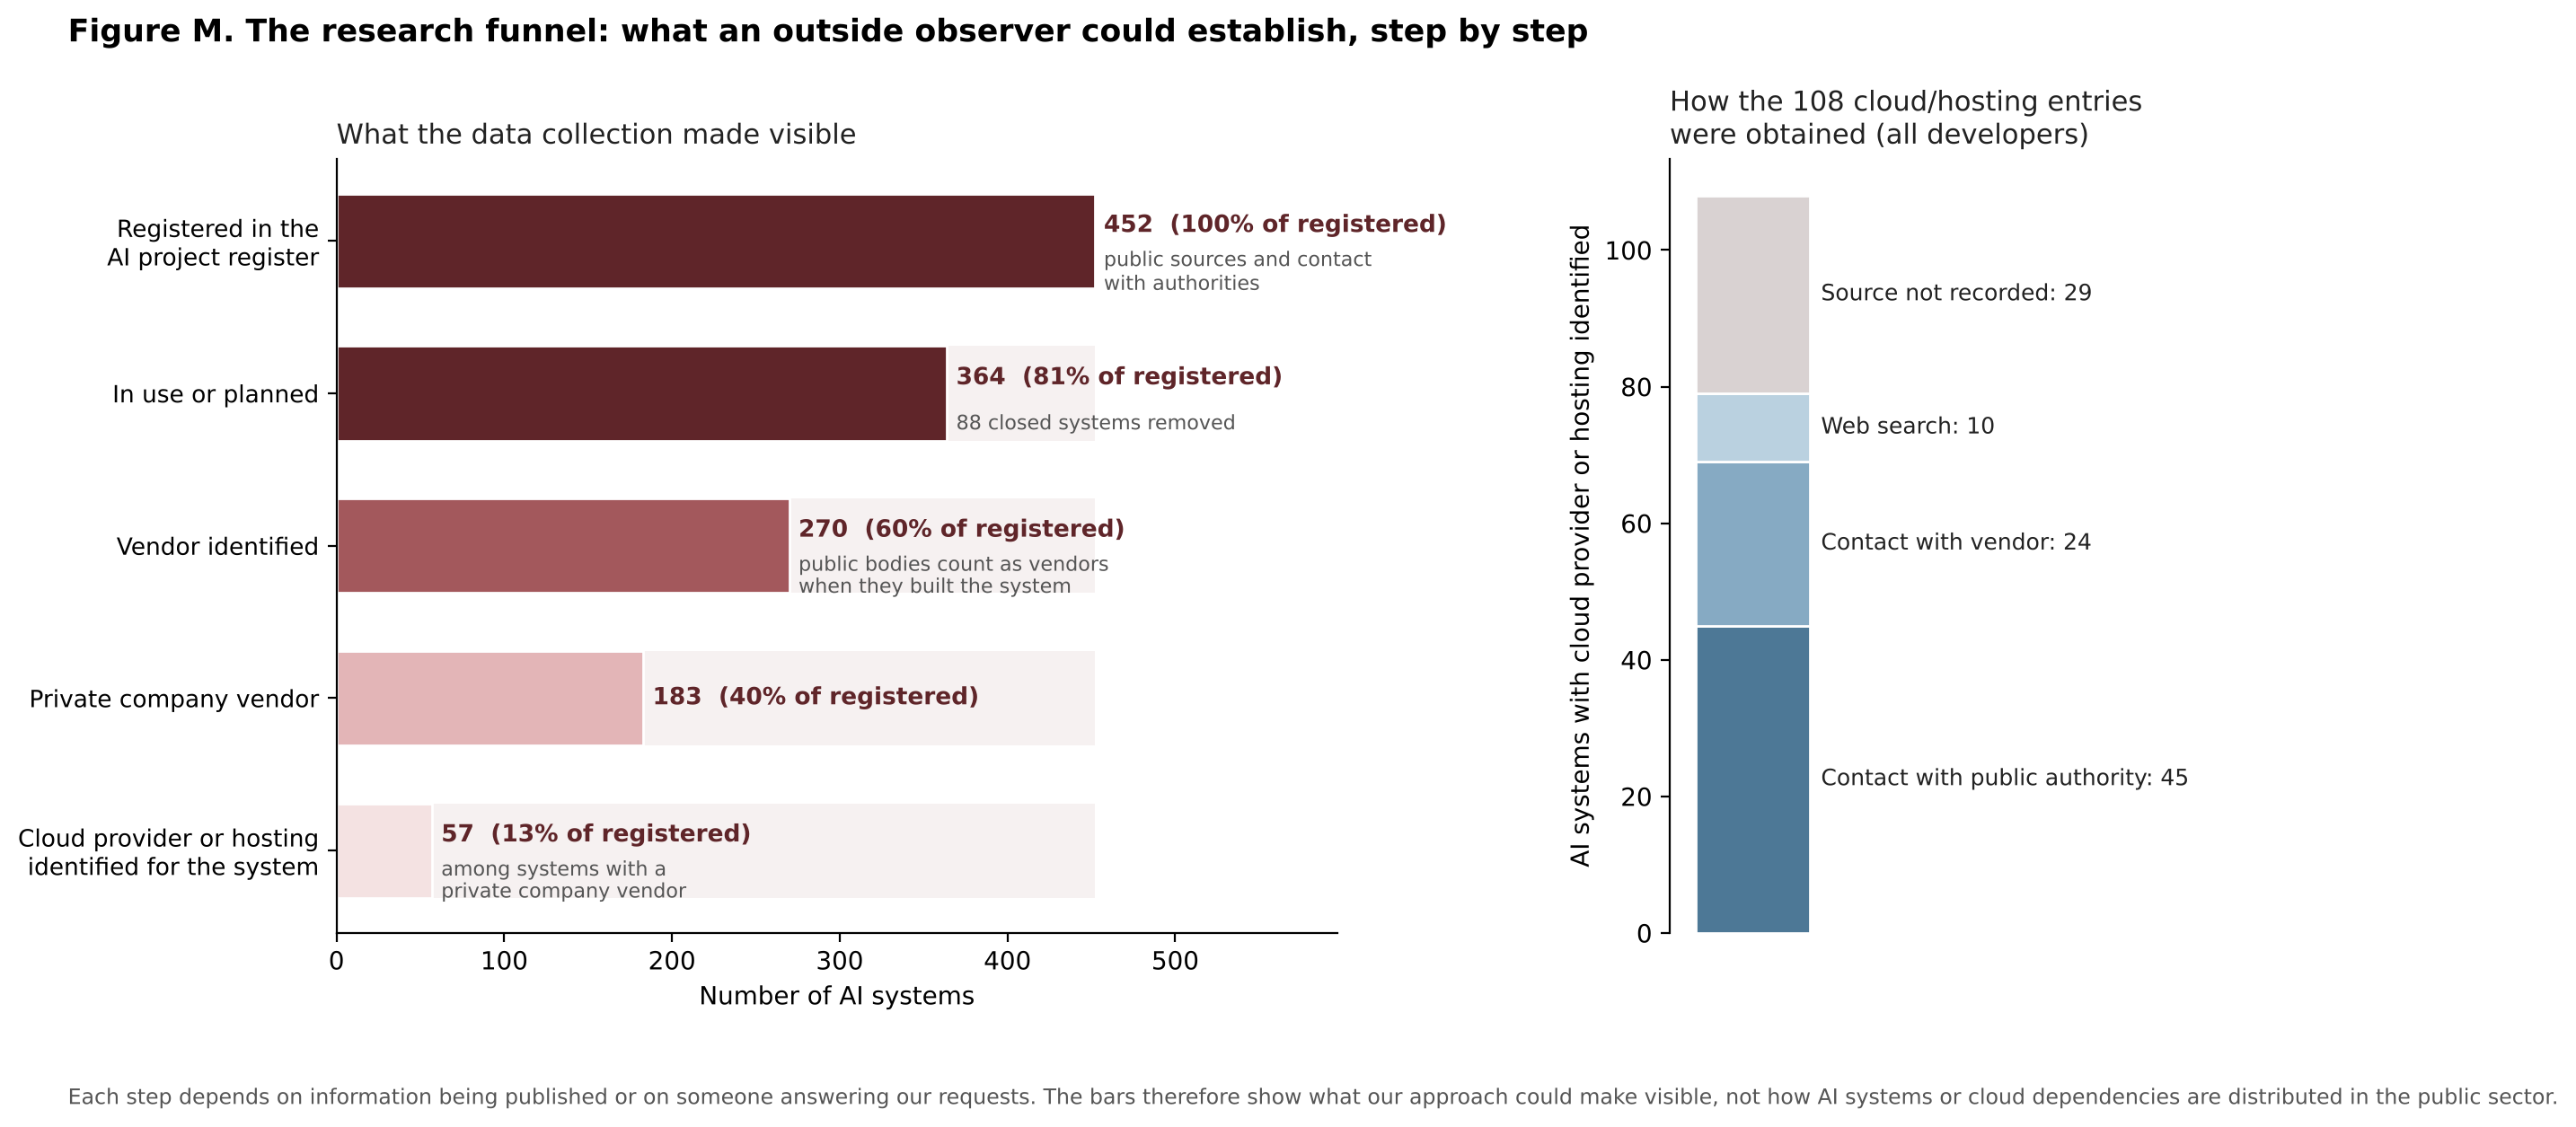 Figure M. The research funnel: what an outside observer could establish, step by step
What the data collection made visible
Registered in the
AI project register
452 (100% of registered)
public sources and contact
with authorities
In use or planned
364 (81% of registered)
88 closed systems removed
Vendor identified
270 (60% of registered)
public bodies count as vendors
when they built the system
Private company vendor
183 (40% of registered)
Cloud provider or hosting
identified for the system
57 (13% of registered)
among systems with a
private company vendor
0 100 200 300 400 500
Number of AI systems
How the 108 cloud/hosting entries
were obtained (all developers)
AI systems with cloud provider or hosting identified
100
80
60
40
20
0
Source not recorded: 29
Web search: 10
Contact with vendor: 24
Contact with public authority: 45
Each step depends on information being published or on someone answering our requests. The bars therefore show what our approach could make visible, not how AI systems or cloud dependencies are distributed in the public sector.